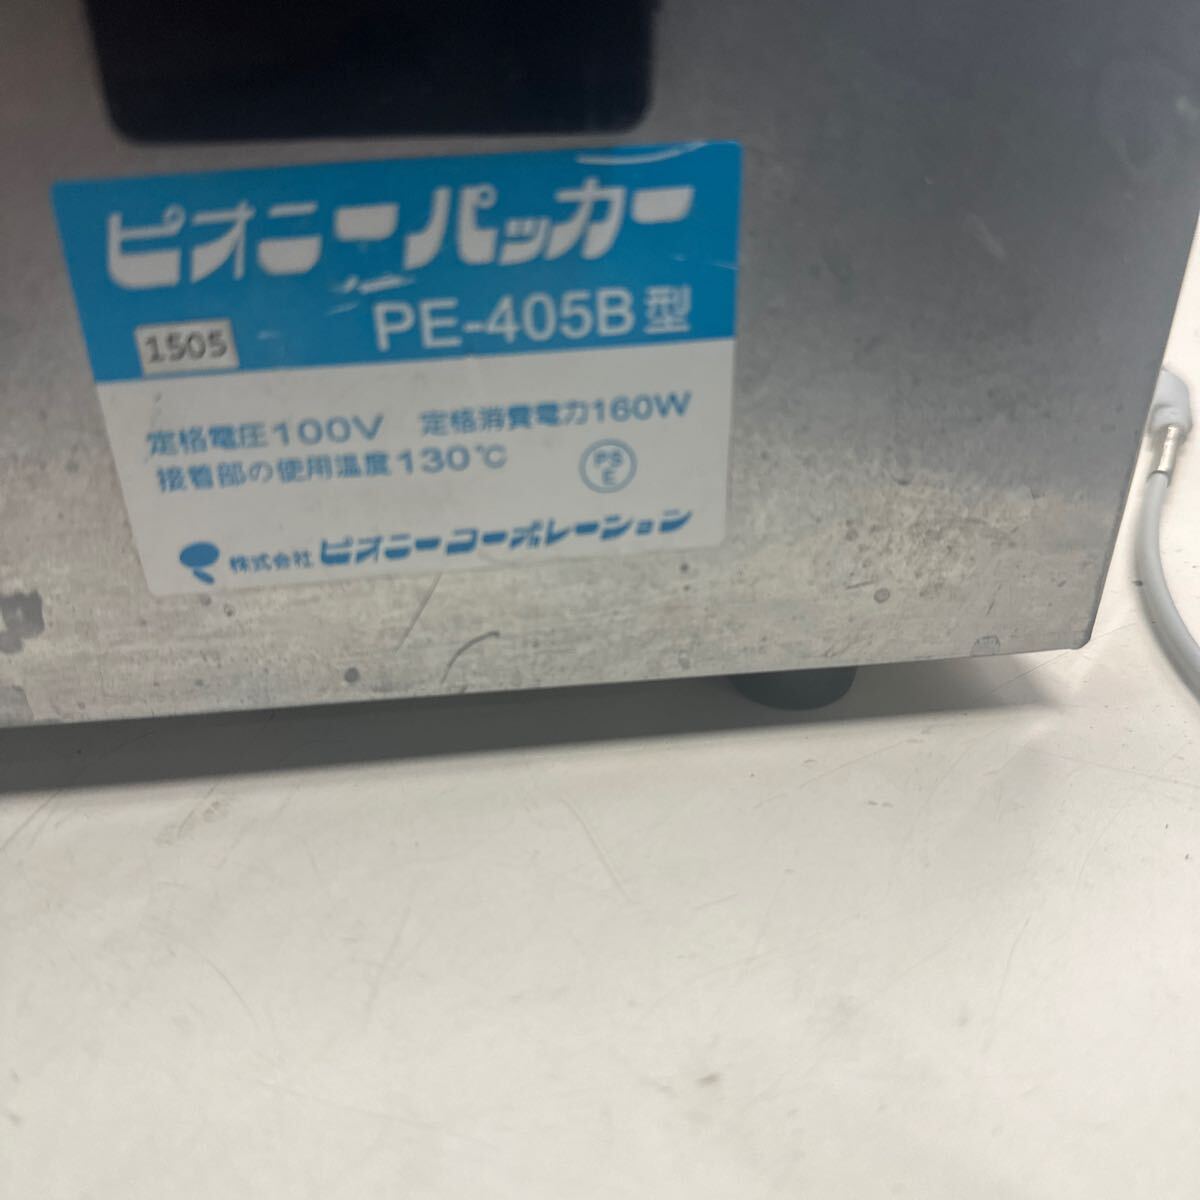 ピオニーパッカー
PE-405B型
1505
定格電圧100V 定格消費電力160W
接着部の使用温度130℃
PS
E
株式会社 ピオニーコーポレーション